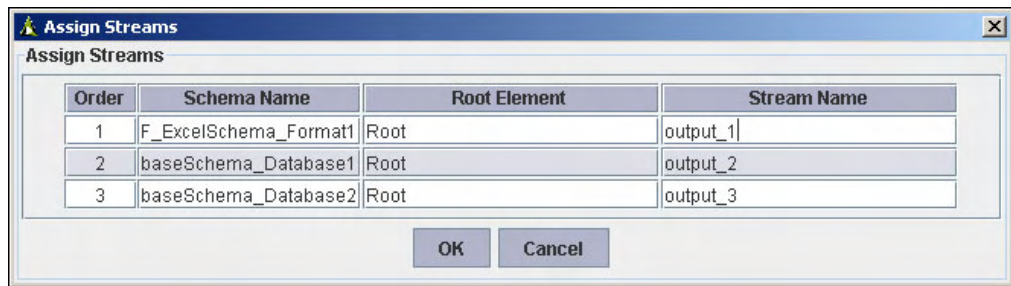 Assign Streams
Assign Streams
Order Schema Name Root Element Stream Name
1 F_ExcelSchema_Format1 Root output_1
2 baseSchema_Database1 Root output_2
3 baseSchema_Database2 Root output_3
OK Cancel